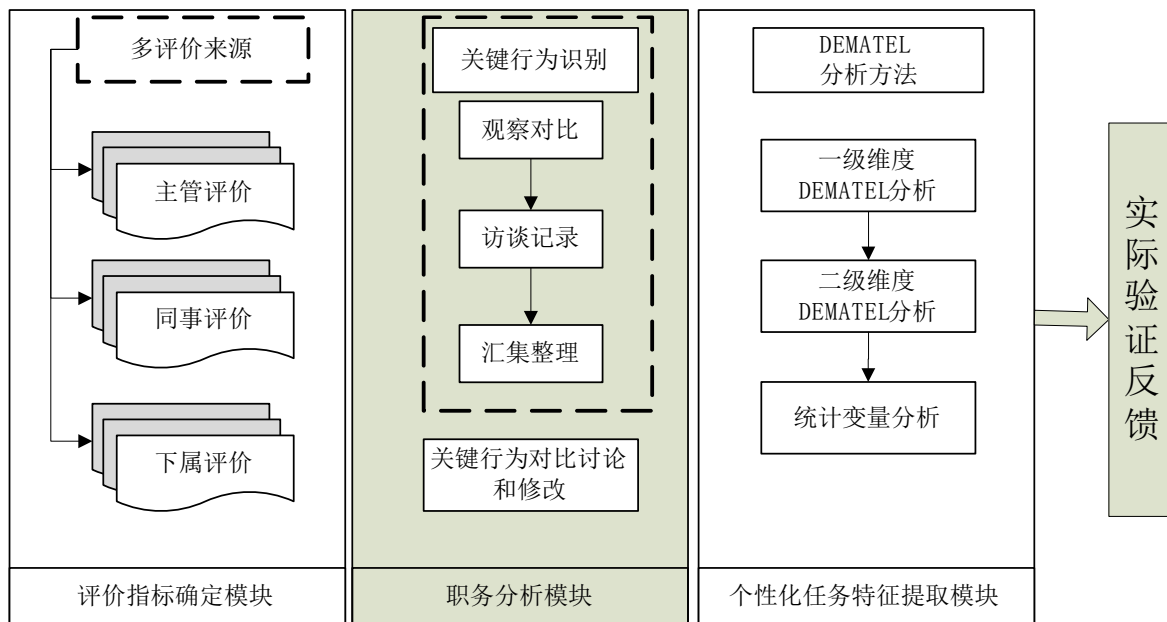 多评价来源
主管评价
同事评价
下属评价
评价指标确定模块
关键行为识别
观察对比
访谈记录
汇集整理
关键行为对比讨论
和修改
职务分析模块
DEMATEL
分析方法
一级维度
DEMATEL分析
二级维度
DEMATEL分析
统计变量分析
个性化任务特征提取模块
实际验证反馈